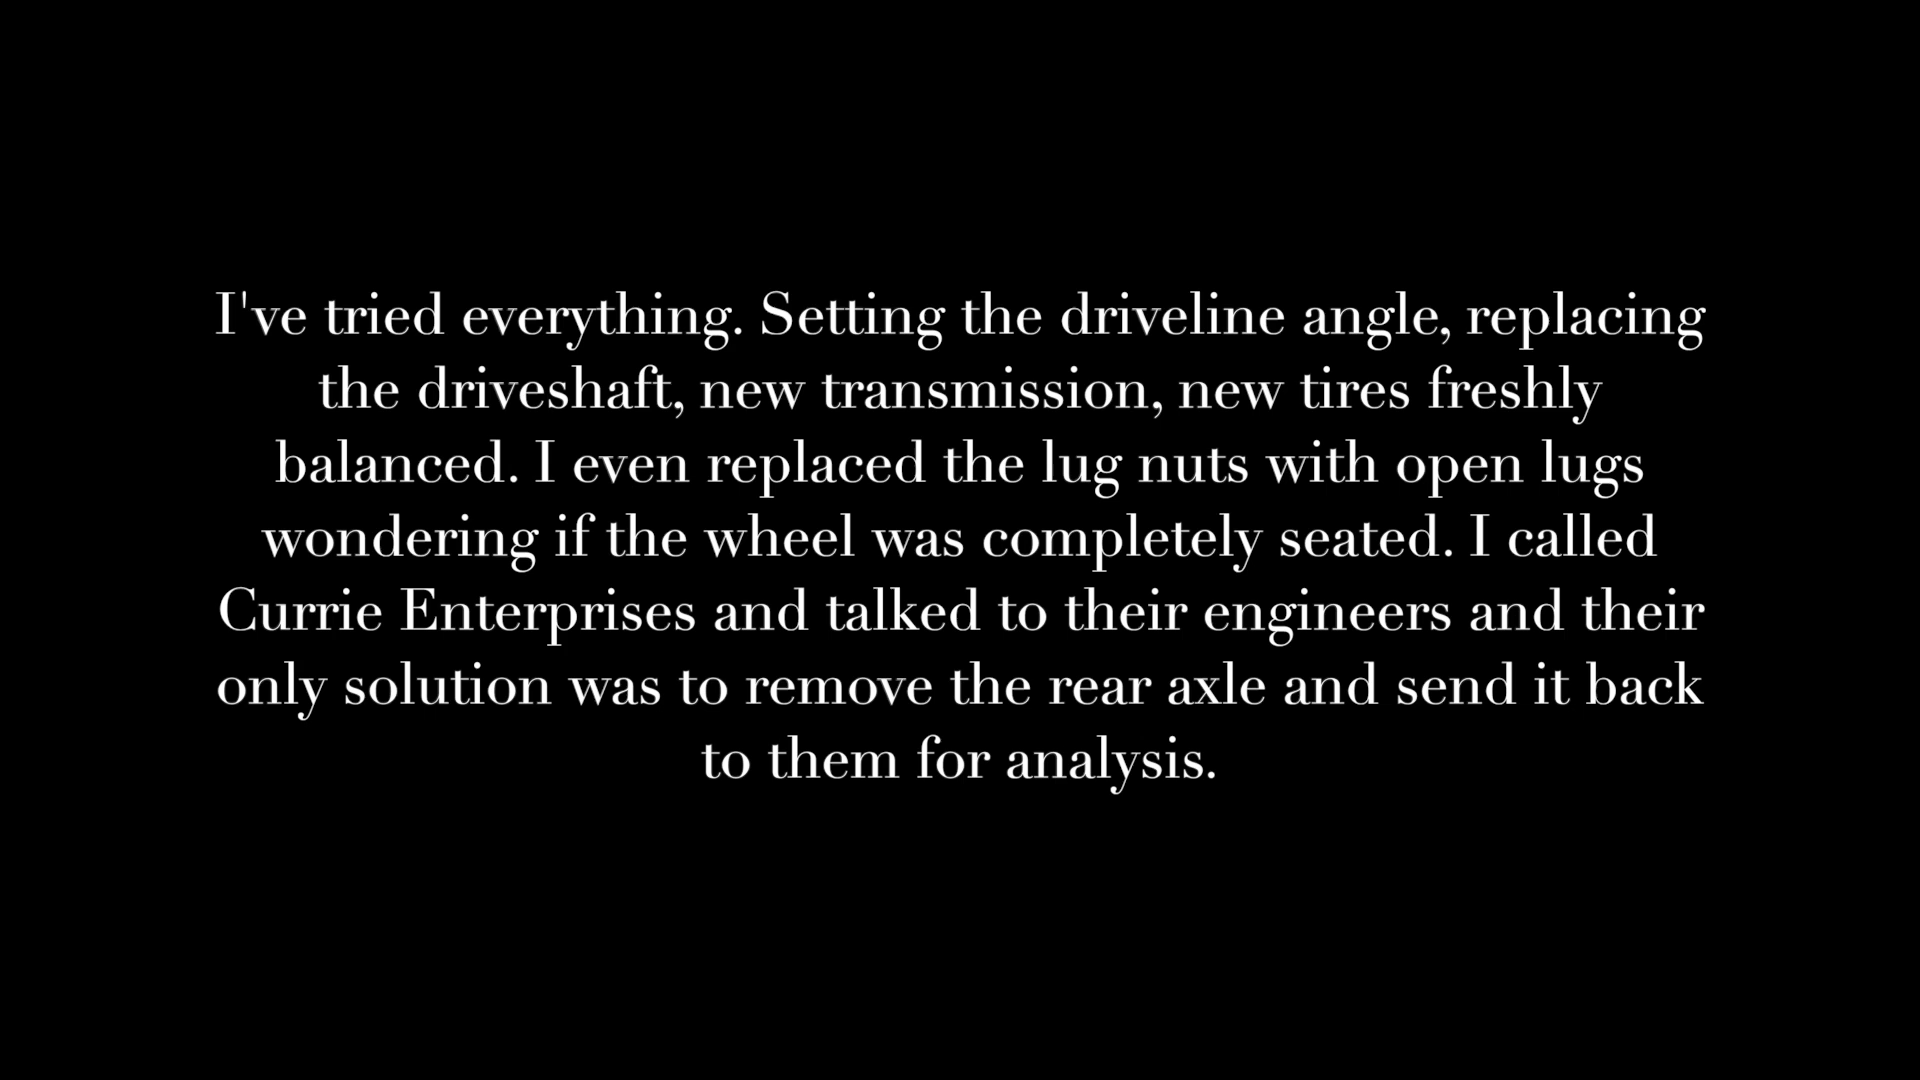 I've tried everything. Setting the driveline angle, replacing
the driveshaft, new transmission, new tires freshly
balanced. I even replaced the lug nuts with open lugs
wondering if the wheel was completely seated. I called
Currie Enterprises and talked to their engineers and their
only solution was to remove the rear axle and send it back
to them for analysis.